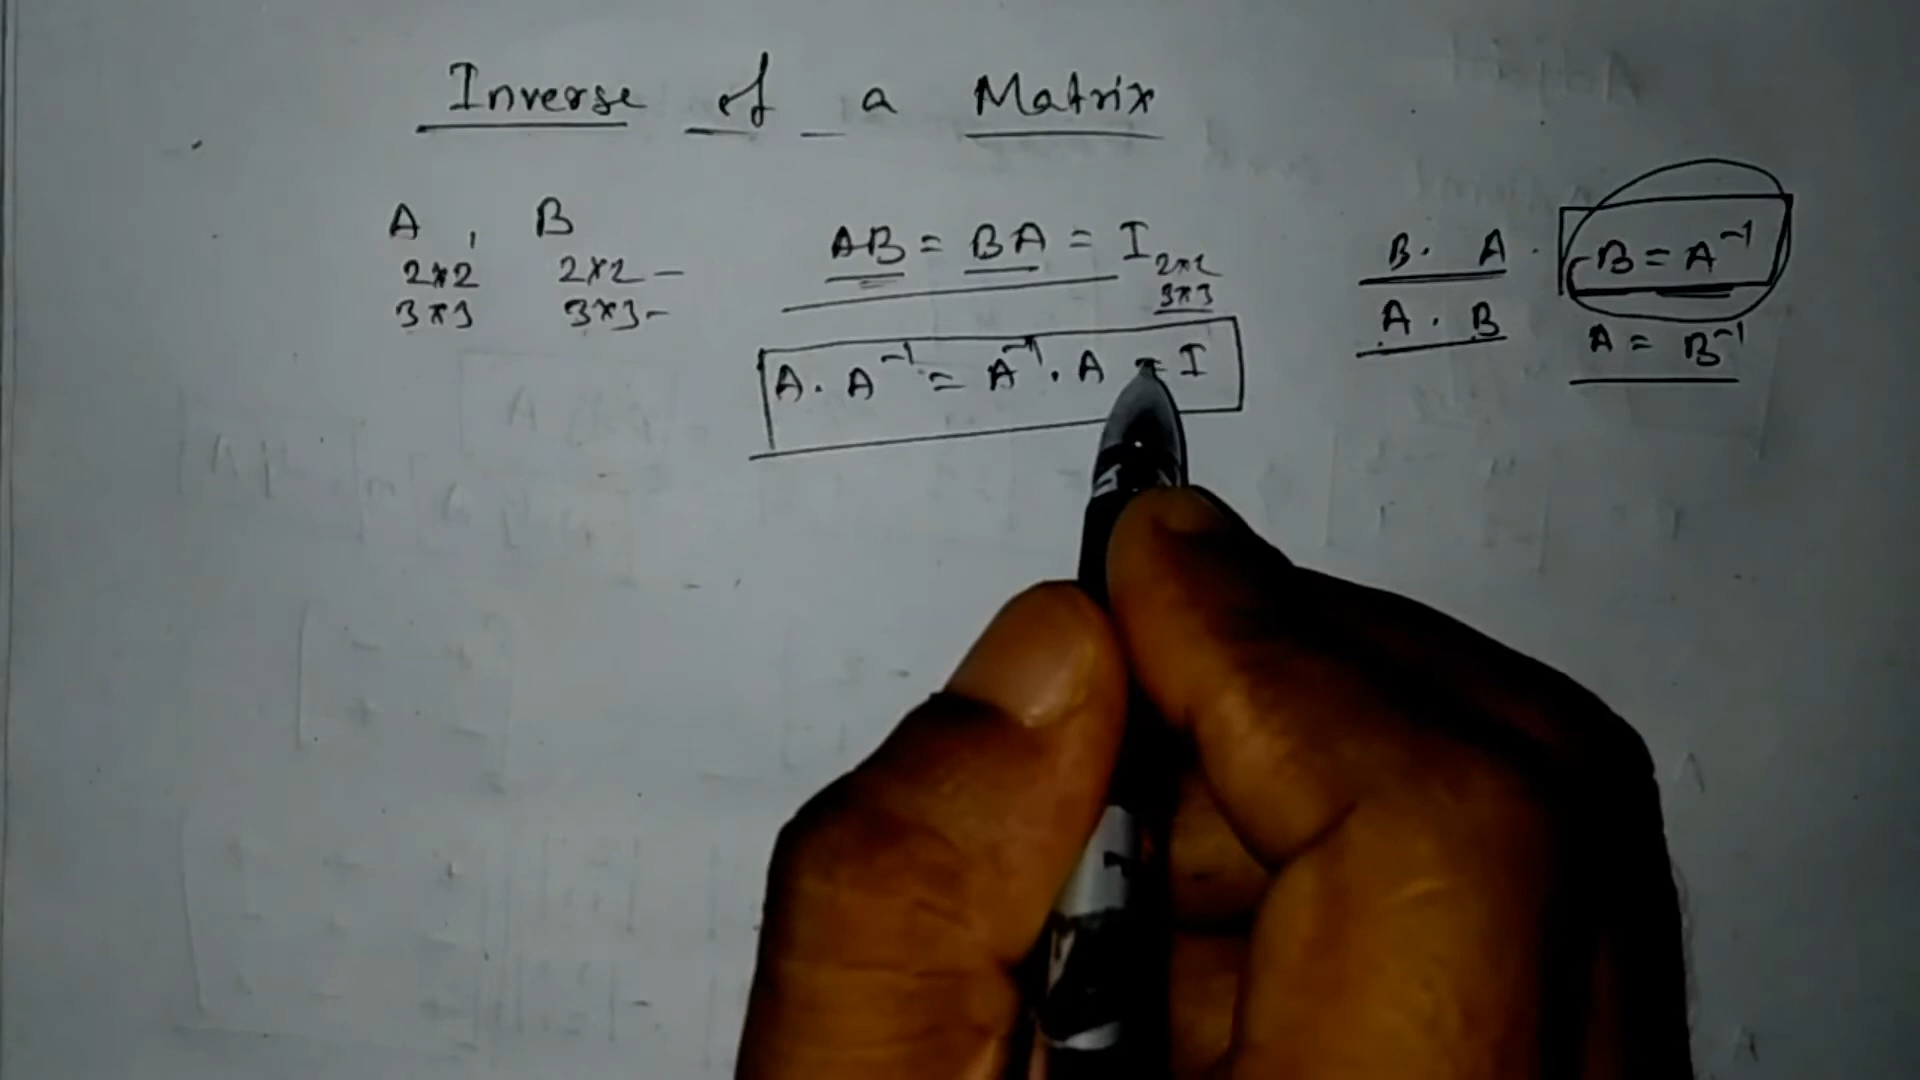 Inverse of a Matrix
A , B
2×2 2×2 –
3×3 3×3 –
AB = BA = I 2×2
3×3
A . A⁻¹ = A⁻¹ . A = I
B . A . B = A⁻¹
A . B A = B⁻¹